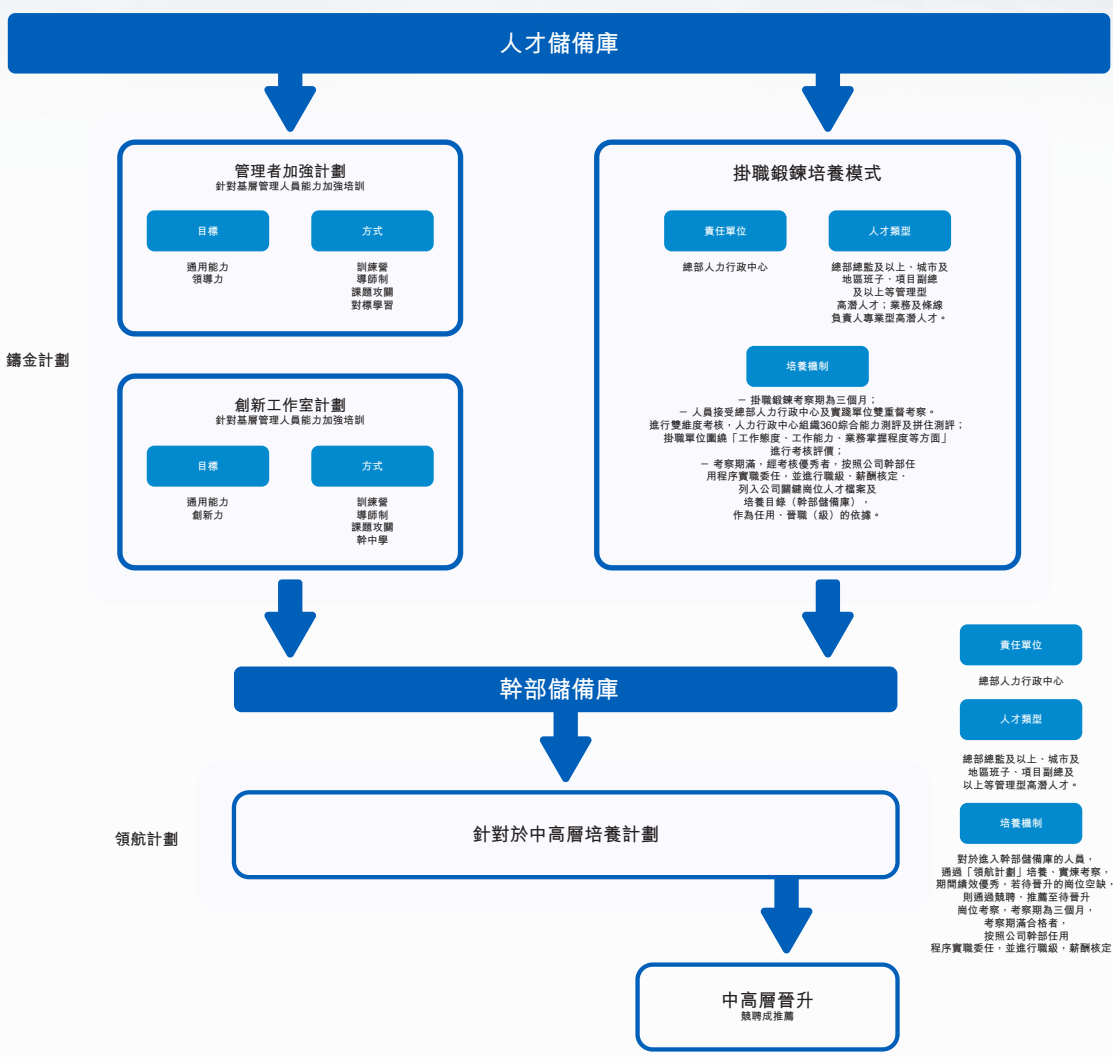 人才儲備庫
鑄金計劃
管理者加強計劃
針對基層管理人員能力加強培訓
目標
通用能力
領導力
方式
訓練營
導師制
課題攻關
對標學習
創新工作室計劃
針對基層管理人員能力加強培訓
目標
通用能力
創新力
方式
訓練營
導師制
課題攻關
幹中學
掛職鍛鍊培養模式
責任單位
總部人力行政中心
人才類型
總部總監及以上、城市及
地區班子、項目副總
及以上等管理型
高潛人才；業務及條線
負責人專業型高潛人才。
培養機制
－ 掛職鍛鍊考察期為三個月；
－ 人員接受總部人力行政中心及實踐單位雙重督考察。
進行雙維度考核，人力行政中心組織360綜合能力測評及拼住測評；
掛職單位圍繞「工作態度、工作能力、業務掌握程度等方面」
進行考核評價；
－ 考察期滿，經考核優秀者，按照公司幹部任
用程序實職委任，並進行職級、薪酬核定、
列入公司關鍵崗位人才檔案及
培養目錄（幹部儲備庫），
作為任用、晉職（級）的依據。
幹部儲備庫
領航計劃
針對於中高層培養計劃
中高層晉升
競聘成推薦
責任單位
總部人力行政中心
人才類型
總部總監及以上、城市及
地區班子、項目副總及
以上等管理型高潛人才。
培養機制
對於進入幹部儲備庫的人員，
通過「領航計劃」培養、實煉考察，
期間績效優秀，若待晉升的崗位空缺，
則通過競聘、推薦至待晉升
崗位考察，考察期為三個月，
考察期滿合格者，
按照公司幹部任用
程序實職委任，並進行職級，薪酬核定